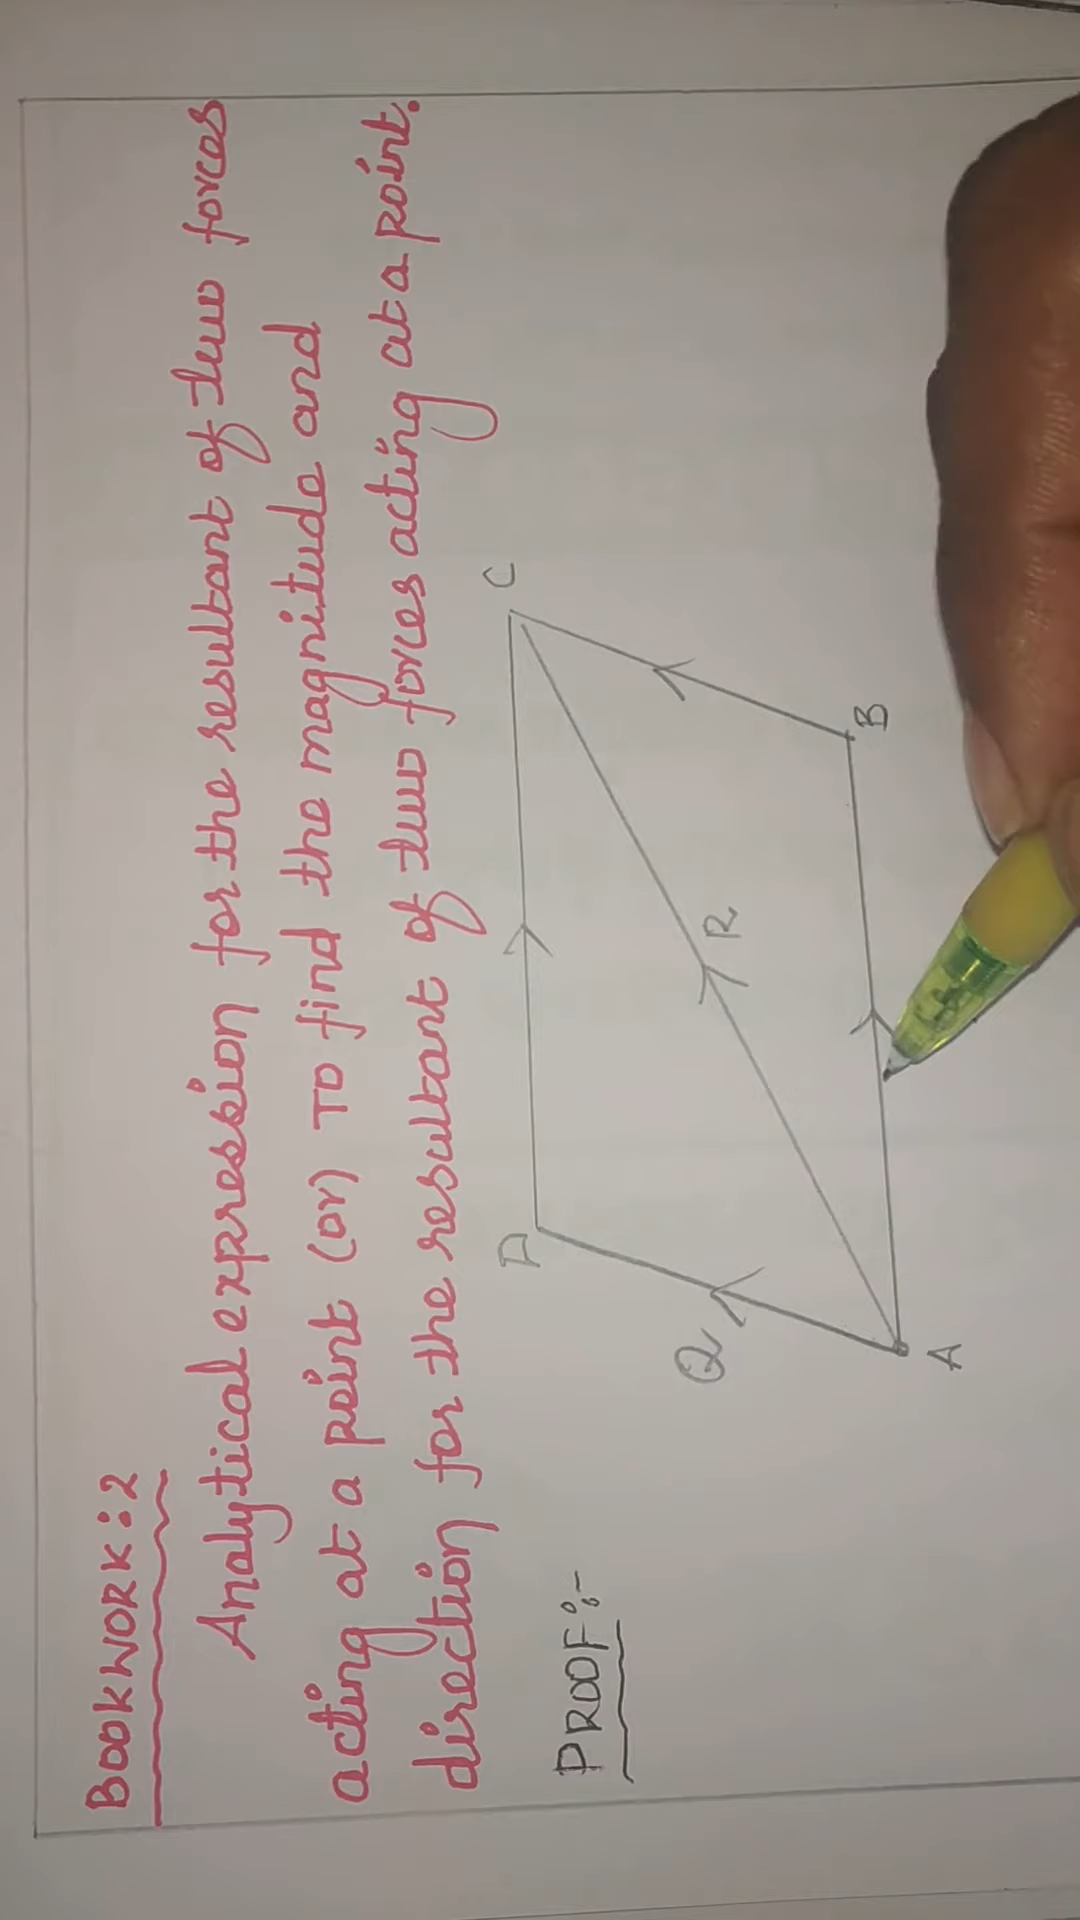 BOOKWORK:2
Analytical expression for the resultant of two forces
acting at a point (or) To find the magnitude and
direction for the resultant of two forces acting at a point.
PROOF:-
D
C
Q
R
A
B